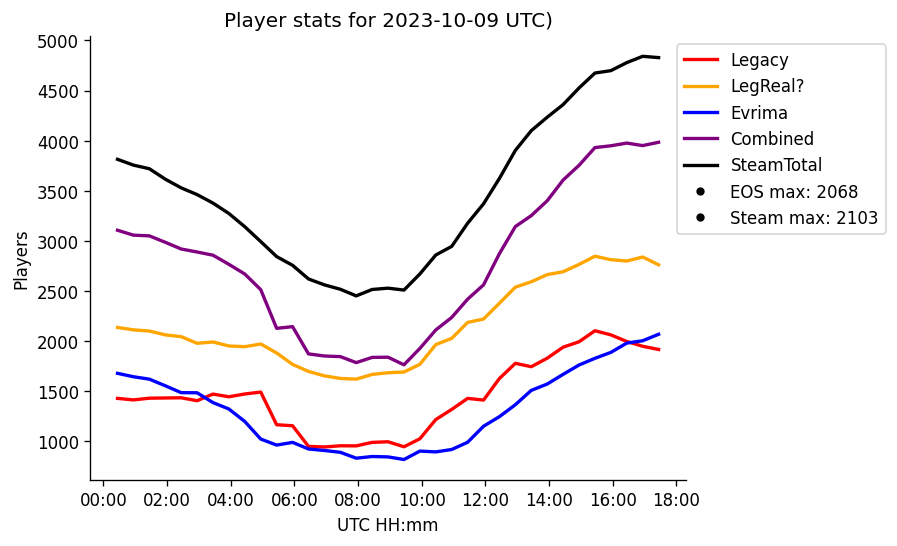 Player stats for 2023-10-09 UTC)
5000
4500
4000
3500
3000
2500
2000
1500
1000
Players
00:00 02:00 04:00 06:00 08:00 10:00 12:00 14:00 16:00 18:00
UTC HH:mm
Legacy
LegReal?
Evrima
Combined
SteamTotal
EOS max: 2068
Steam max: 2103